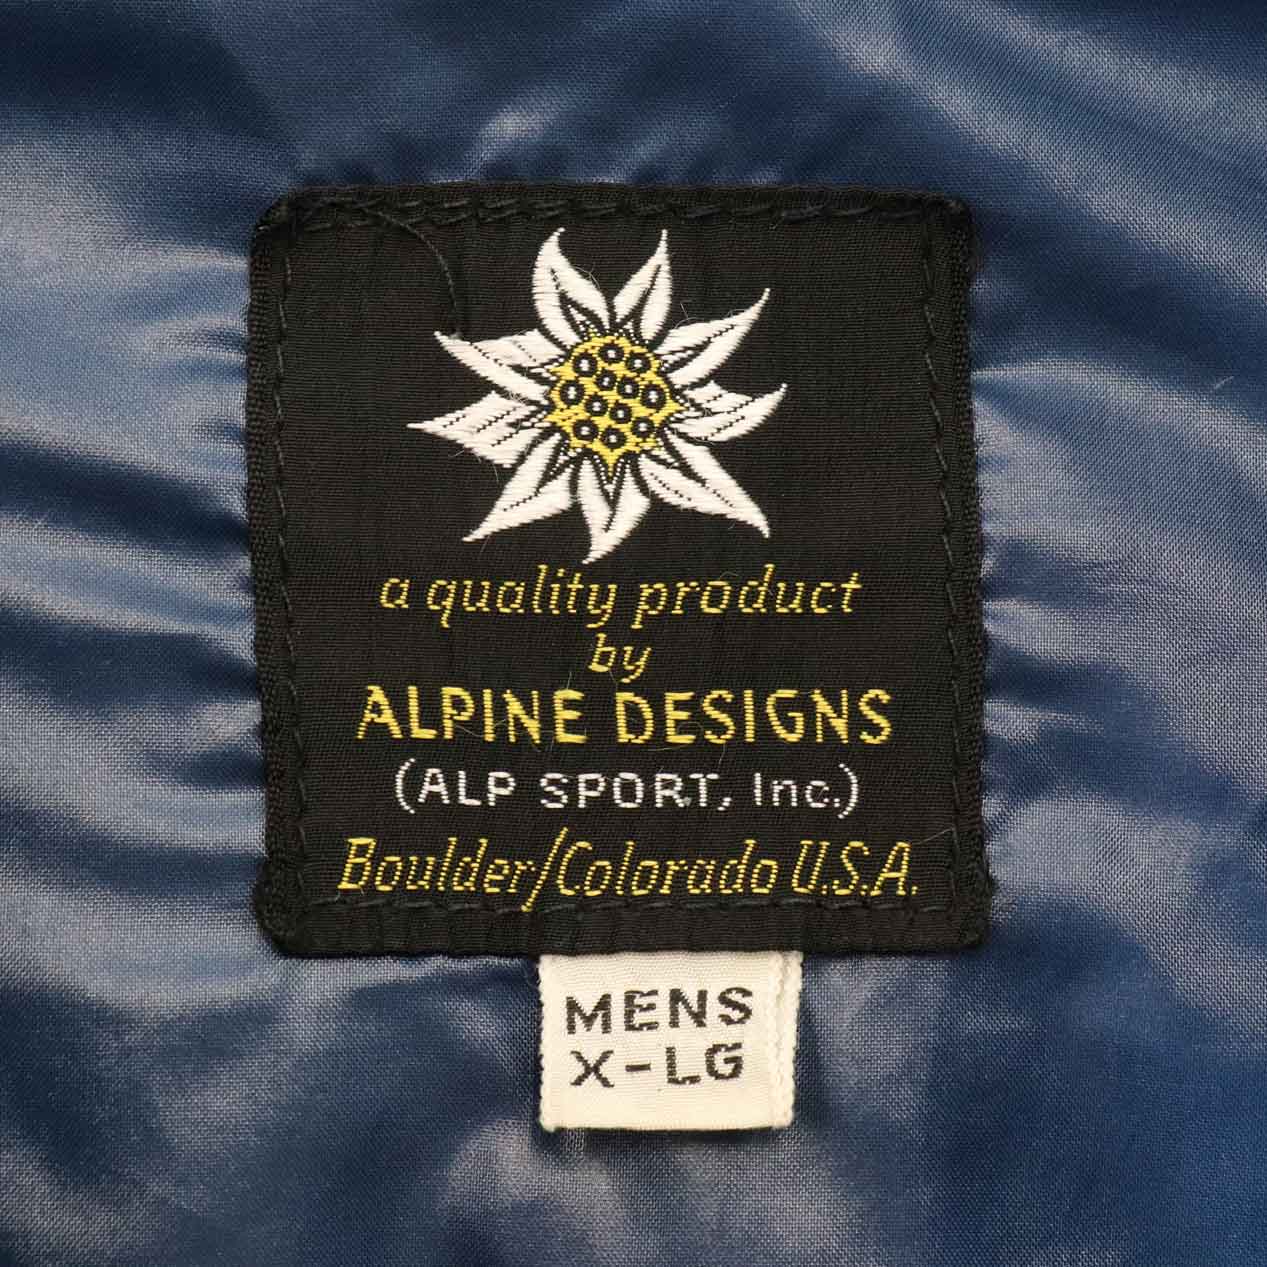 a quality product
by
ALPINE DESIGNS
(ALP SPORT, Inc.)
Boulder/Colorado U.S.A.
MENS
X-LG